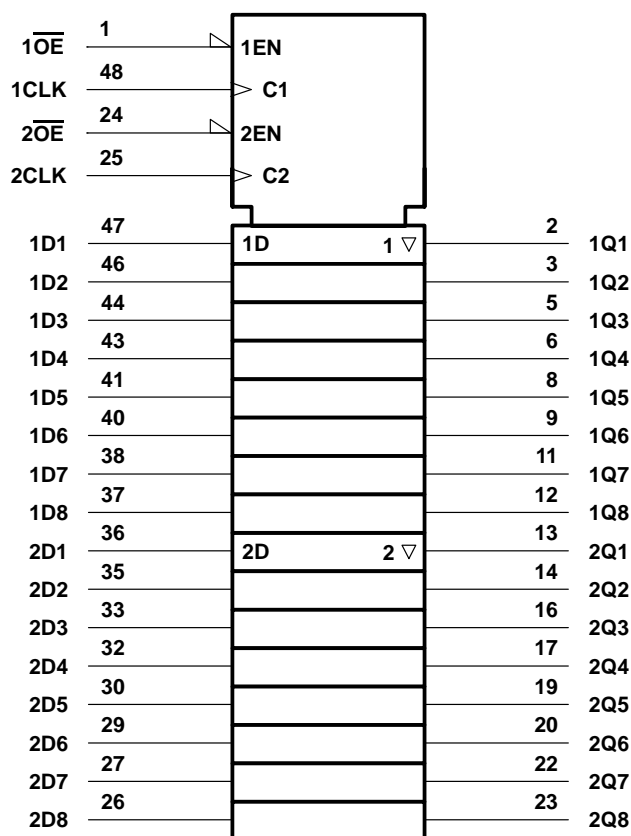 1O̅E̅ 1 1EN
1CLK 48 C1
2O̅E̅ 24 2EN
2CLK 25 C2
1D1 47 1D 1 ▽ 2 1Q1
1D2 46 3 1Q2
1D3 44 5 1Q3
1D4 43 6 1Q4
1D5 41 8 1Q5
1D6 40 9 1Q6
1D7 38 11 1Q7
1D8 37 12 1Q8
2D1 36 2D 2 ▽ 13 2Q1
2D2 35 14 2Q2
2D3 33 16 2Q3
2D4 32 17 2Q4
2D5 30 19 2Q5
2D6 29 20 2Q6
2D7 27 22 2Q7
2D8 26 23 2Q8